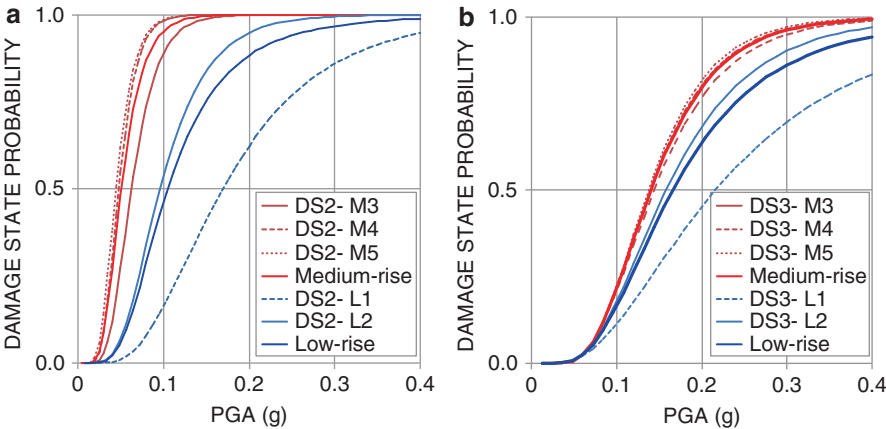 a
DAMAGE STATE PROBABILITY
1.0
0.5
0.0
DS2- M3
DS2- M4
DS2- M5
Medium-rise
DS2- L1
DS2- L2
Low-rise
0 0.1 0.2 0.3 0.4
PGA (g)
b
DAMAGE STATE PROBABILITY
1.0
0.5
0.0
DS3- M3
DS3- M4
DS3- M5
Medium-rise
DS3- L1
DS3- L2
Low-rise
0 0.1 0.2 0.3 0.4
PGA (g)